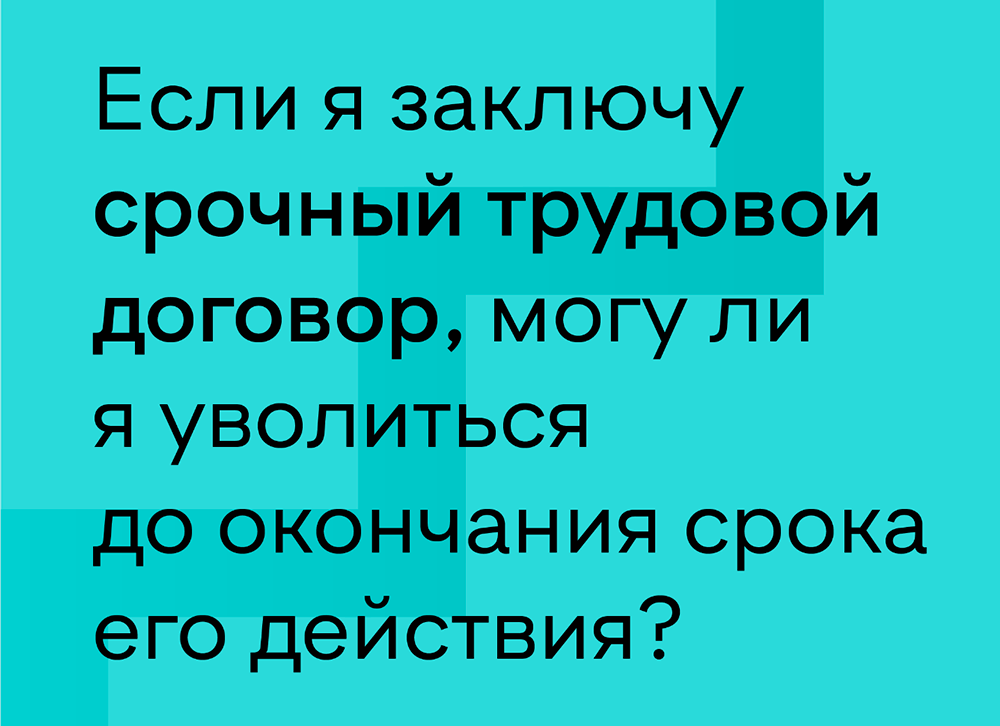 Если я заключу
срочный трудовой
договор, могу ли
я уволиться
до окончания срока
его действия?